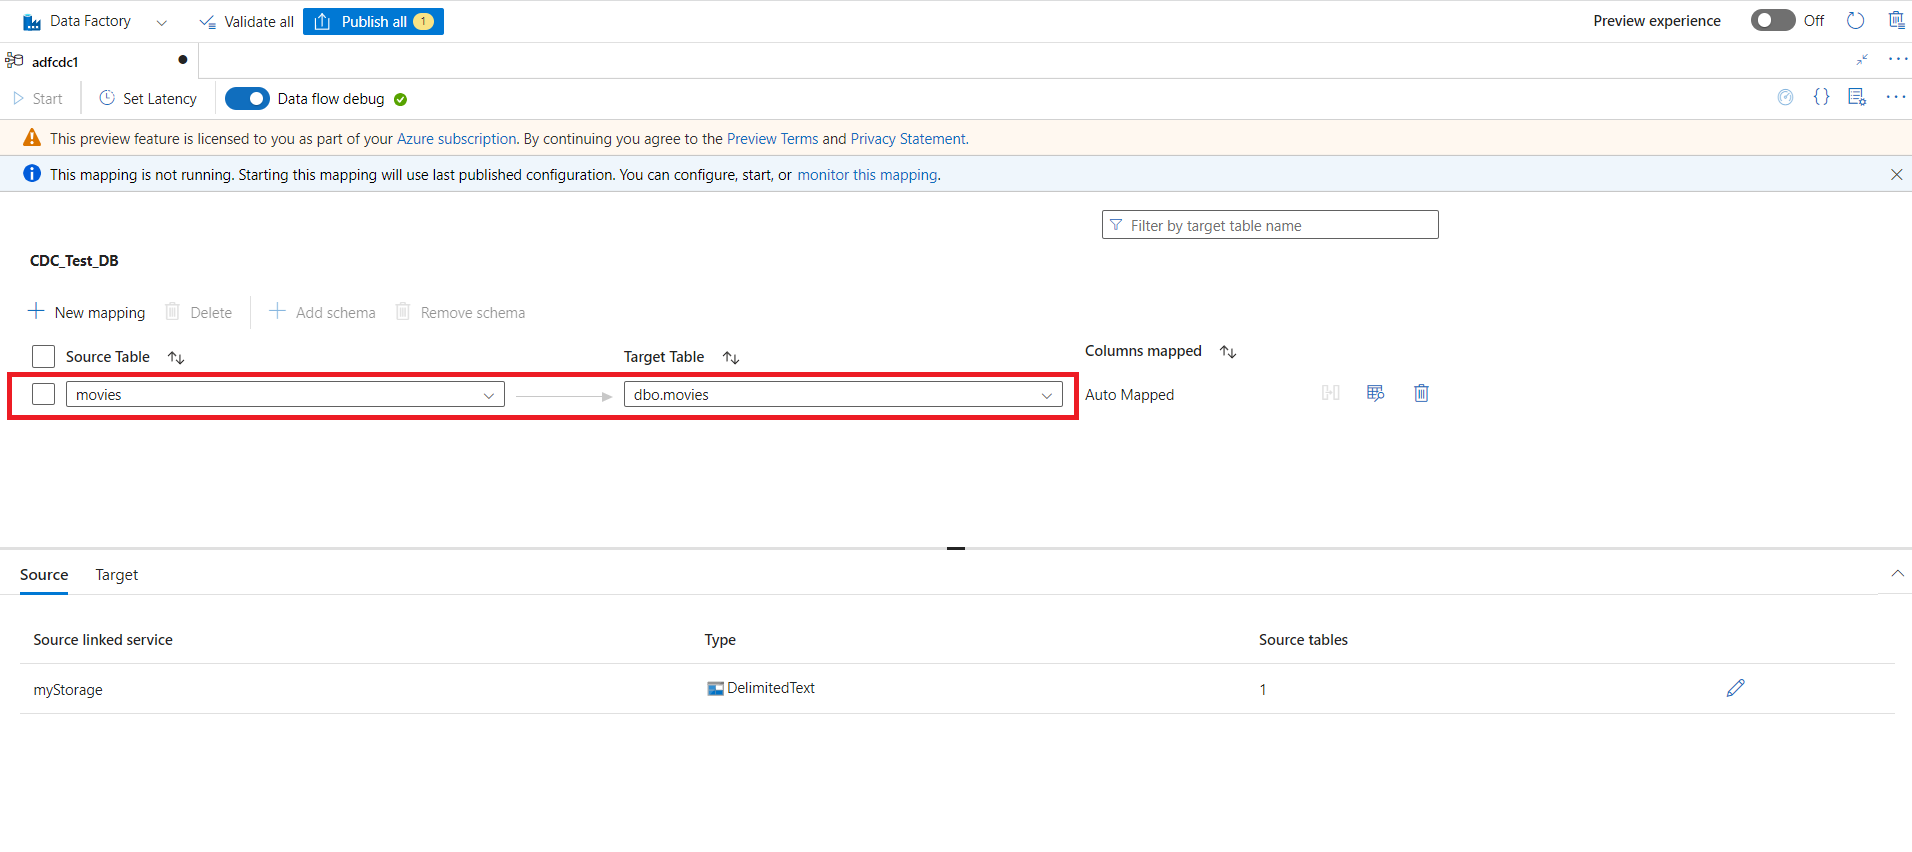 Data Factory Validate all Publish all 1 Preview experience Off
adfcdc1
Start Set Latency Data flow debug
This preview feature is licensed to you as part of your Azure subscription. By continuing you agree to the Preview Terms and Privacy Statement.
This mapping is not running. Starting this mapping will use last published configuration. You can configure, start, or monitor this mapping.
Filter by target table name
CDC_Test_DB
New mapping Delete Add schema Remove schema
Source Table Target Table Columns mapped
movies dbo.movies Auto Mapped
Source Target
Source linked service Type Source tables
myStorage DelimitedText 1